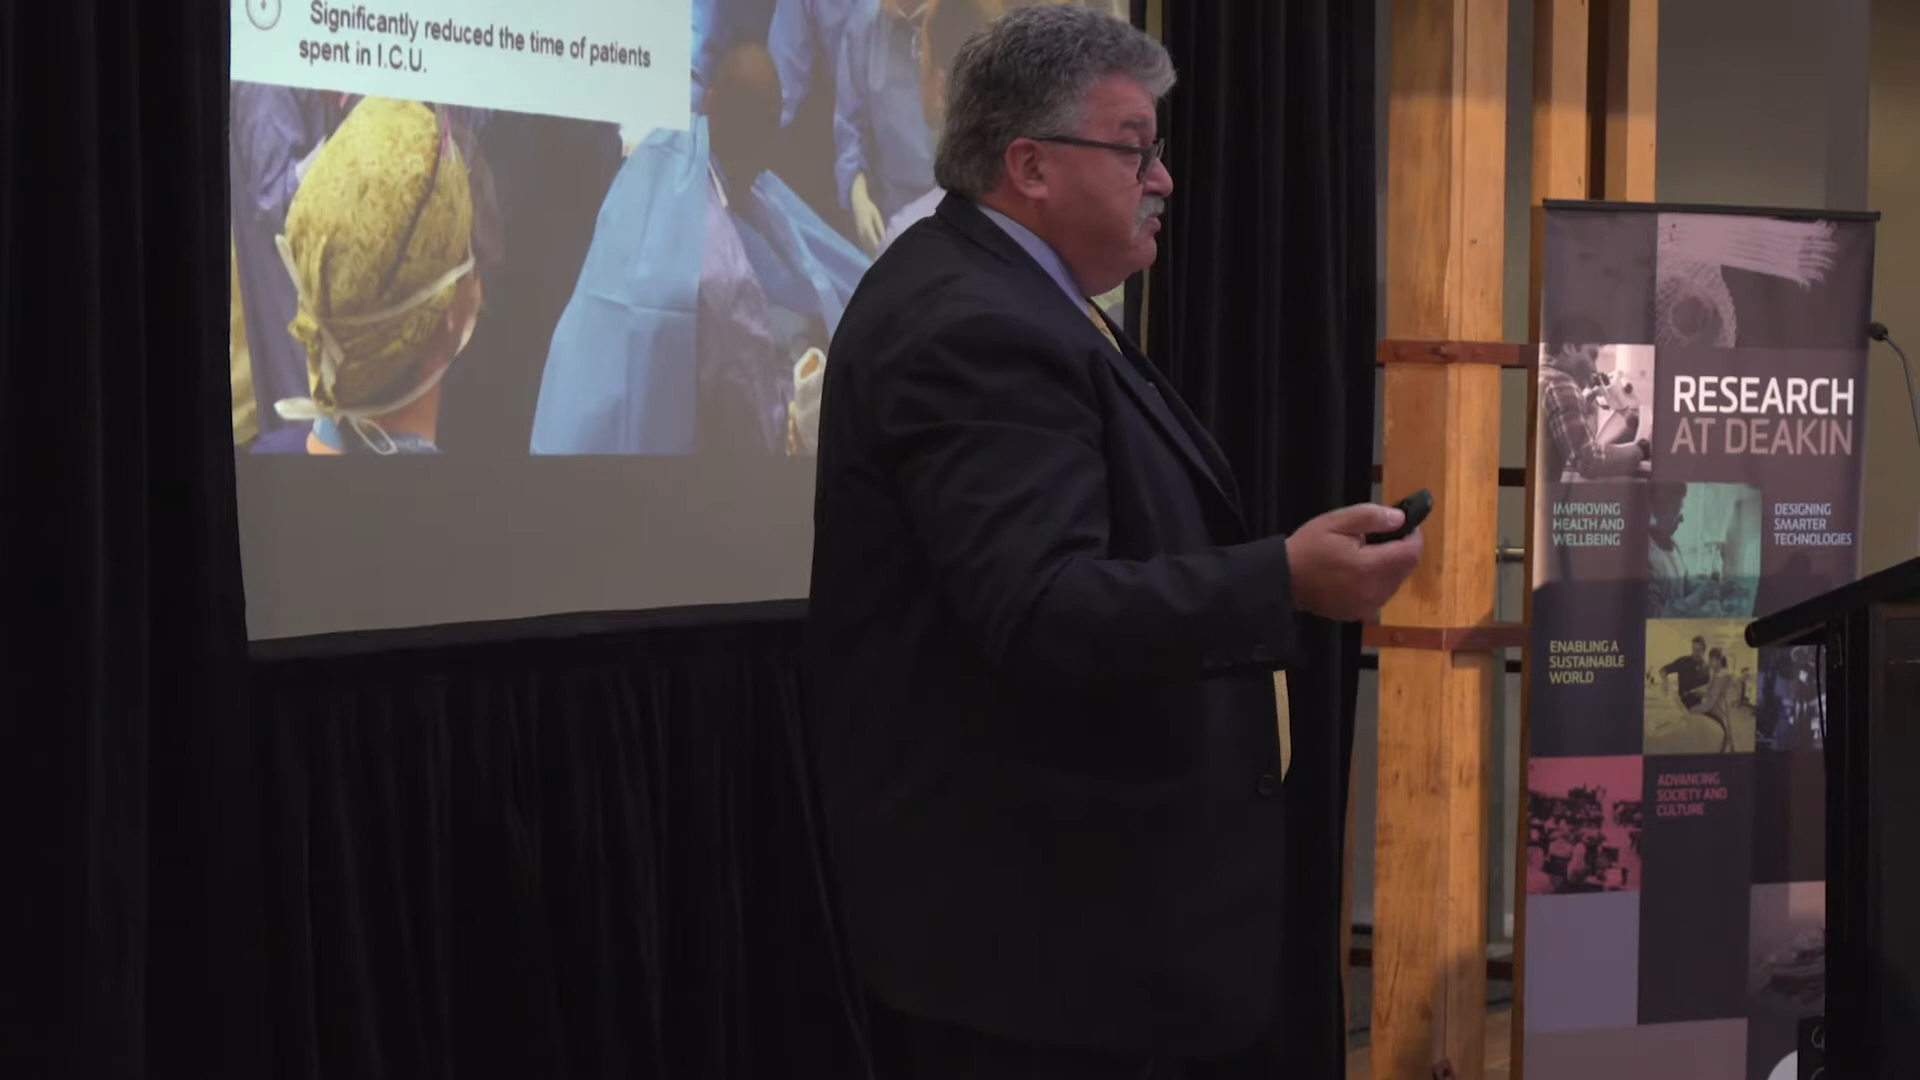 Significantly reduced the time of patients
spent in I.C.U.
RESEARCH
AT DEAKIN
IMPROVING
HEALTH AND
WELLBEING
DESIGNING
SMARTER
TECHNOLOGIES
ENABLING A
SUSTAINABLE
WORLD
ADVANCING
SOCIETY AND
CULTURE